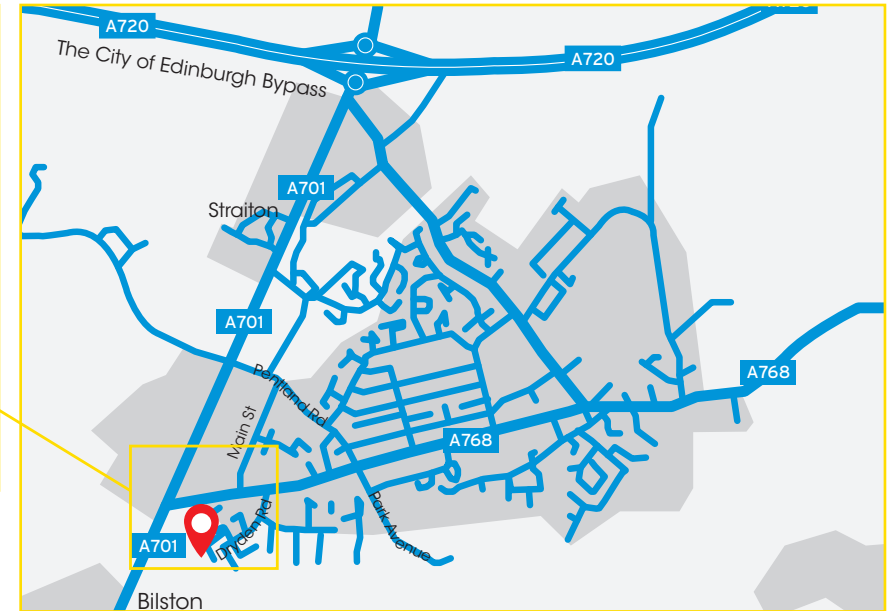 A720
The City of Edinburgh Bypass
A720
A701
Straiton
A701
Pentland Rd
A768
Main St
A768
Park Avenue
Dryden Rd
A701
Bilston